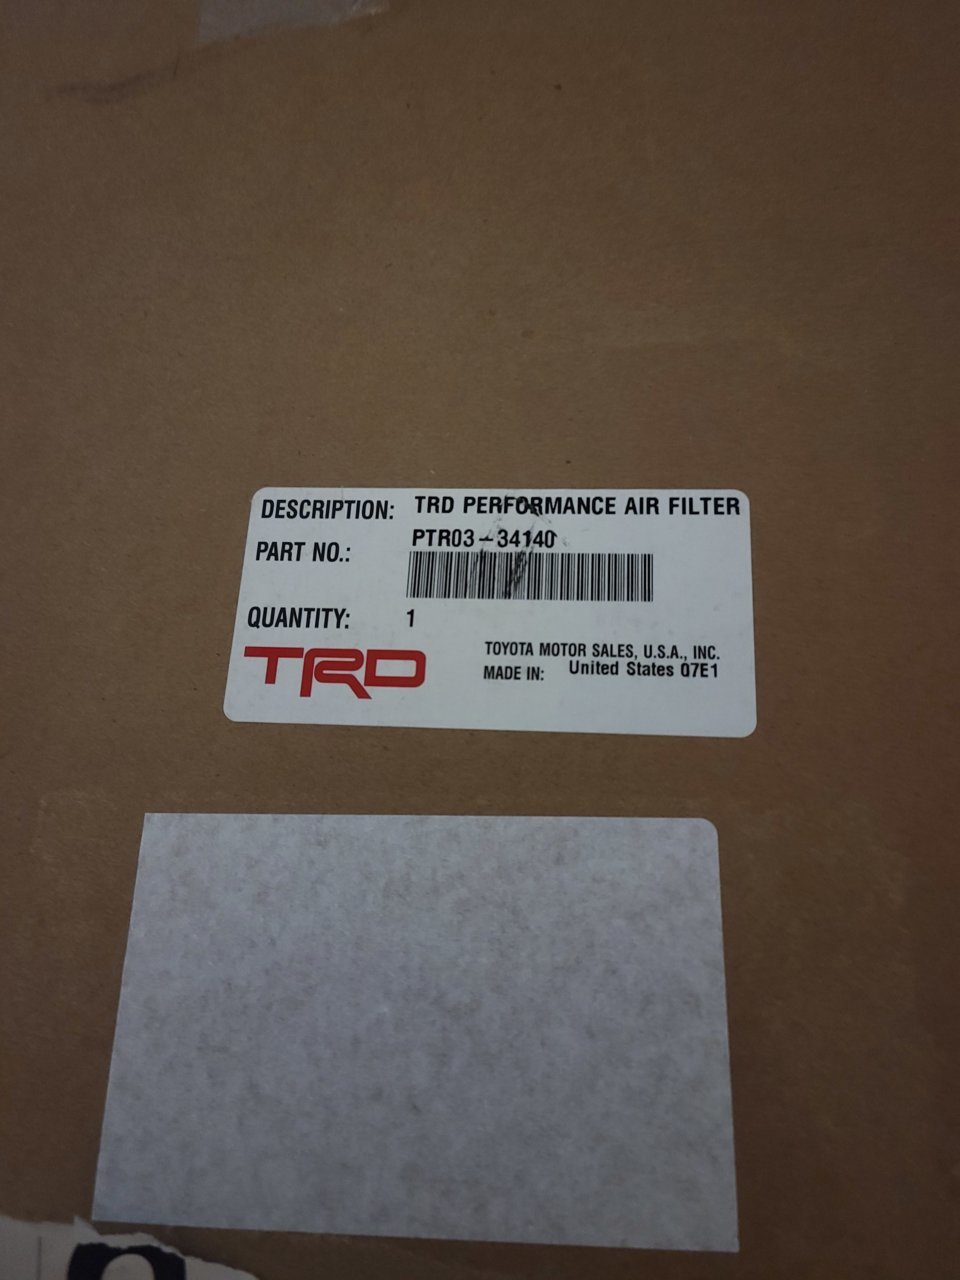 DESCRIPTION: TRD PERFORMANCE AIR FILTER
PART NO.: PTR03-34140
QUANTITY: 1
TRD
TOYOTA MOTOR SALES, U.S.A., INC.
MADE IN: United States 07E1